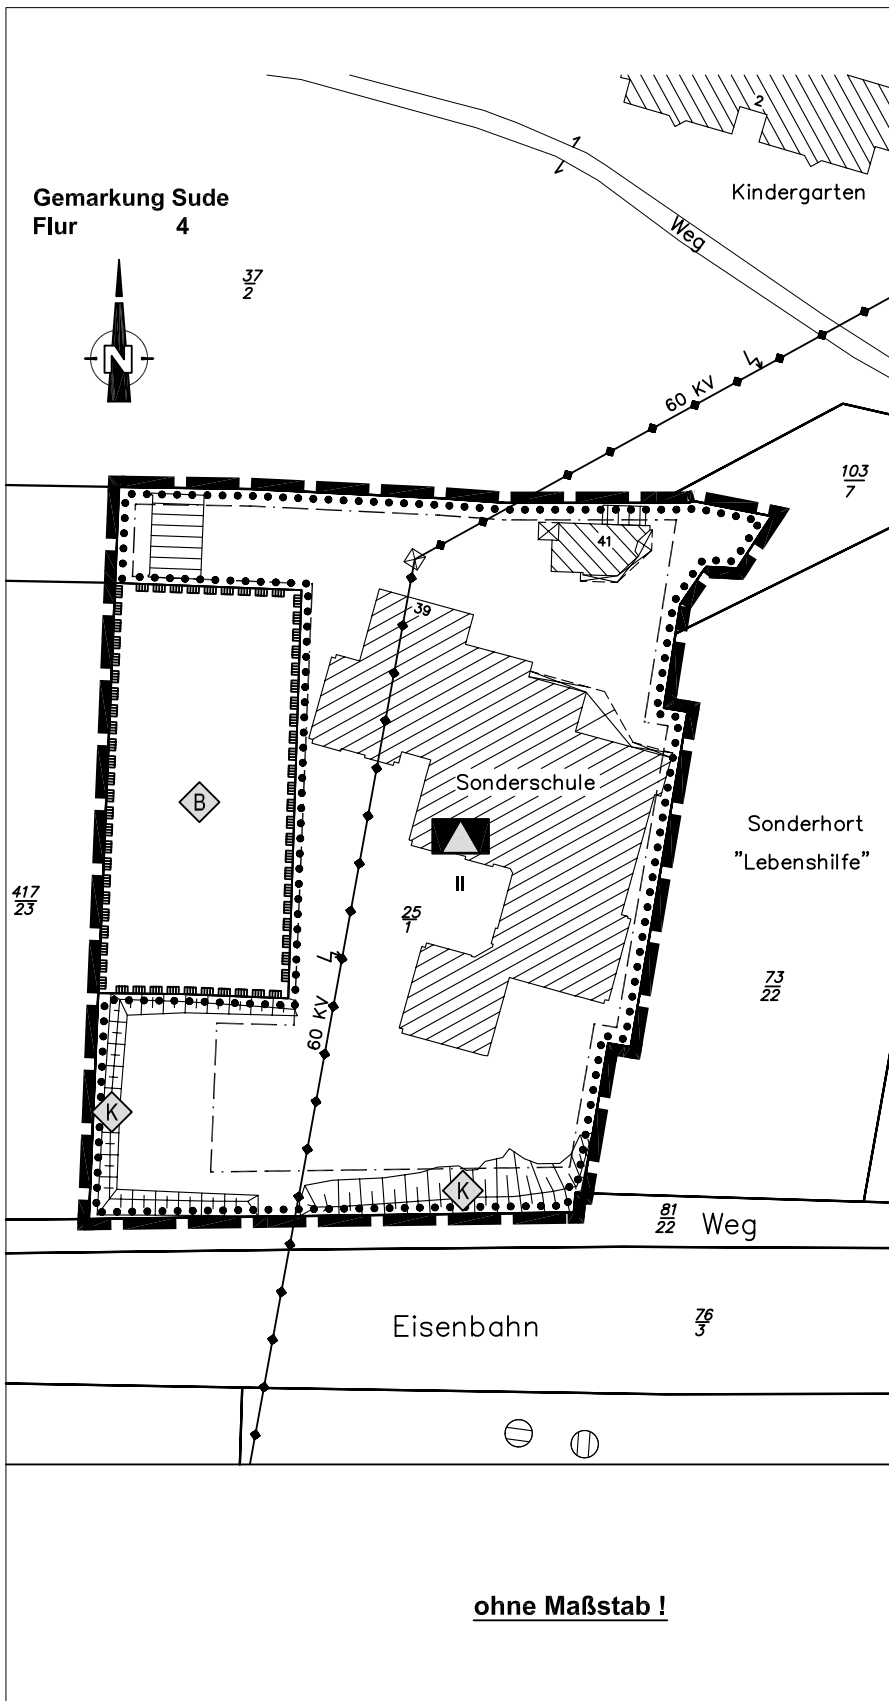 2
1
1
Kindergarten
Gemarkung Sude
Flur 4
Weg
37
2
N
60 KV
103
7
41
39
Sonderschule
B
Sonderhort
"Lebenshilfe"
II
417
23
25
1
73
22
60 KV
K
K
81
22
Weg
Eisenbahn
76
3
ohne Maßstab !